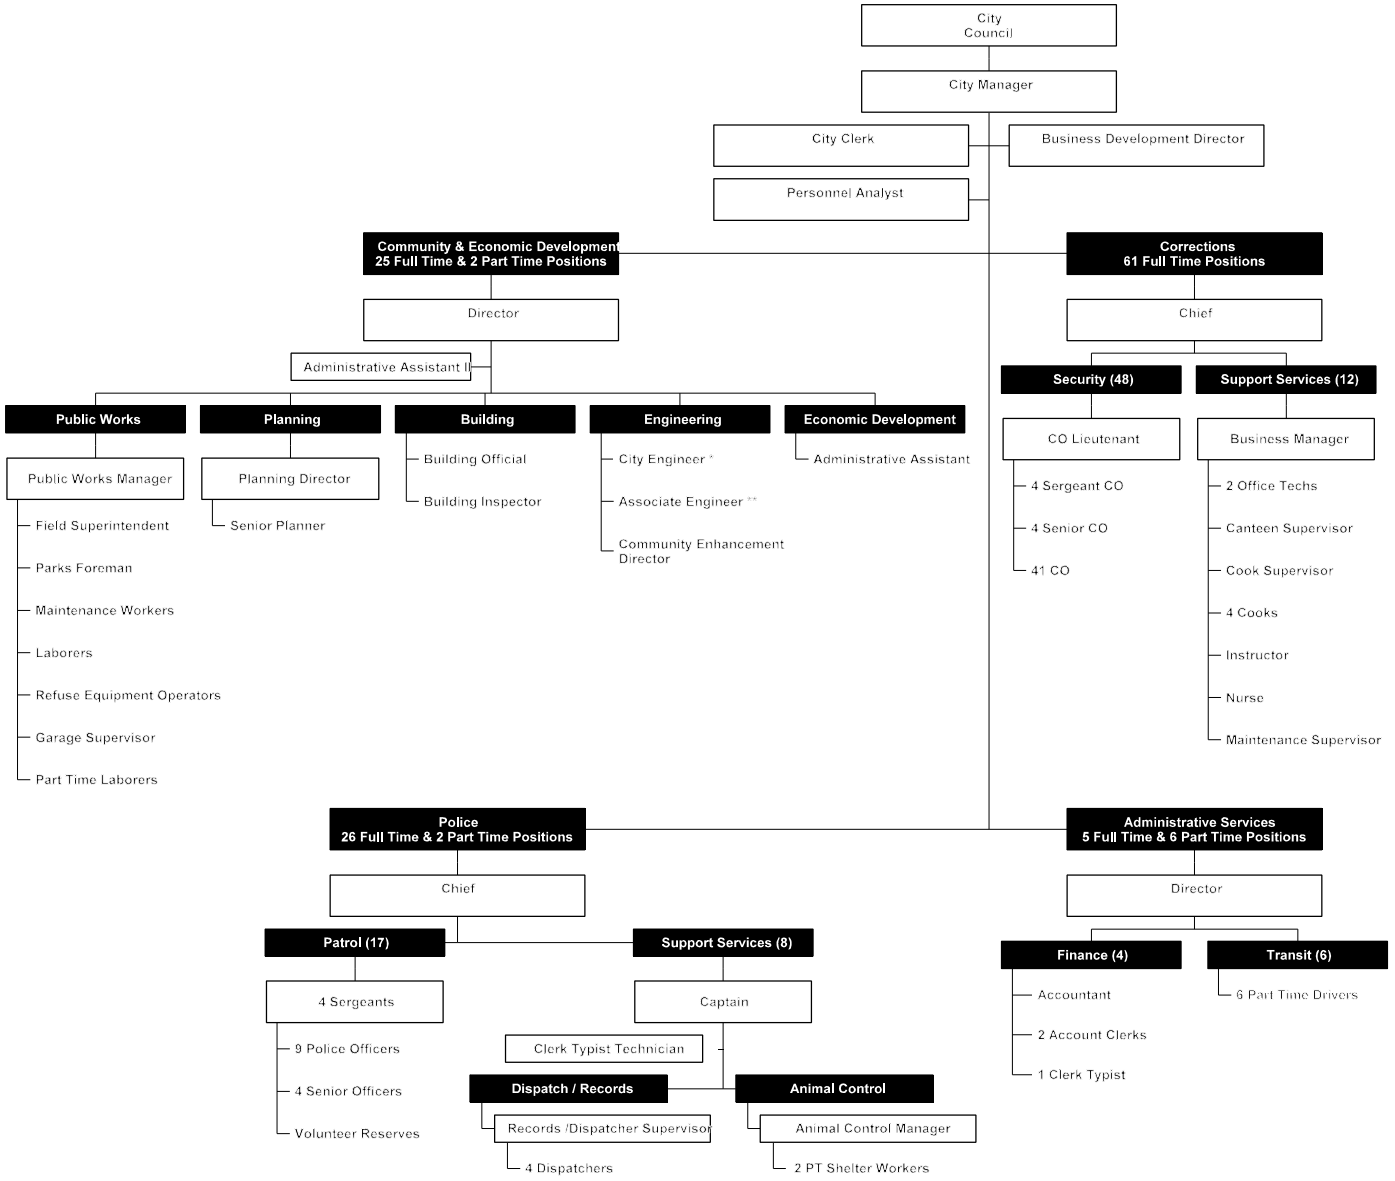 City
Council
City Manager
City Clerk
Business Development Director
Personnel Analyst
Community & Economic Development
25 Full Time & 2 Part Time Positions
Corrections
61 Full Time Positions
Director
Chief
Administrative Assistant II
Security (48)
Support Services (12)
Public Works
Planning
Building
Engineering
Economic Development
CO Lieutenant
Business Manager
Public Works Manager
Planning Director
Building Official
City Engineer *
Administrative Assistant
Building Inspector
Associate Engineer **
Community Enhancement
Director
Field Superintendent
Parks Foreman
Maintenance Workers
Laborers
Refuse Equipment Operators
Garage Supervisor
Part Time Laborers
Senior Planner
4 Sergeant CO
4 Senior CO
41 CO
2 Office Techs
Canteen Supervisor
Cook Supervisor
4 Cooks
Instructor
Nurse
Maintenance Supervisor
Police
26 Full Time & 2 Part Time Positions
Administrative Services
5 Full Time & 6 Part Time Positions
Chief
Director
Patrol (17)
Support Services (8)
Finance (4)
Transit (6)
4 Sergeants
Captain
9 Police Officers
4 Senior Officers
Volunteer Reserves
Clerk Typist Technician
Dispatch / Records
Animal Control
Records /Dispatcher Supervisor
Animal Control Manager
4 Dispatchers
2 PT Shelter Workers
Accountant
2 Account Clerks
1 Clerk Typist
6 Part Time Drivers